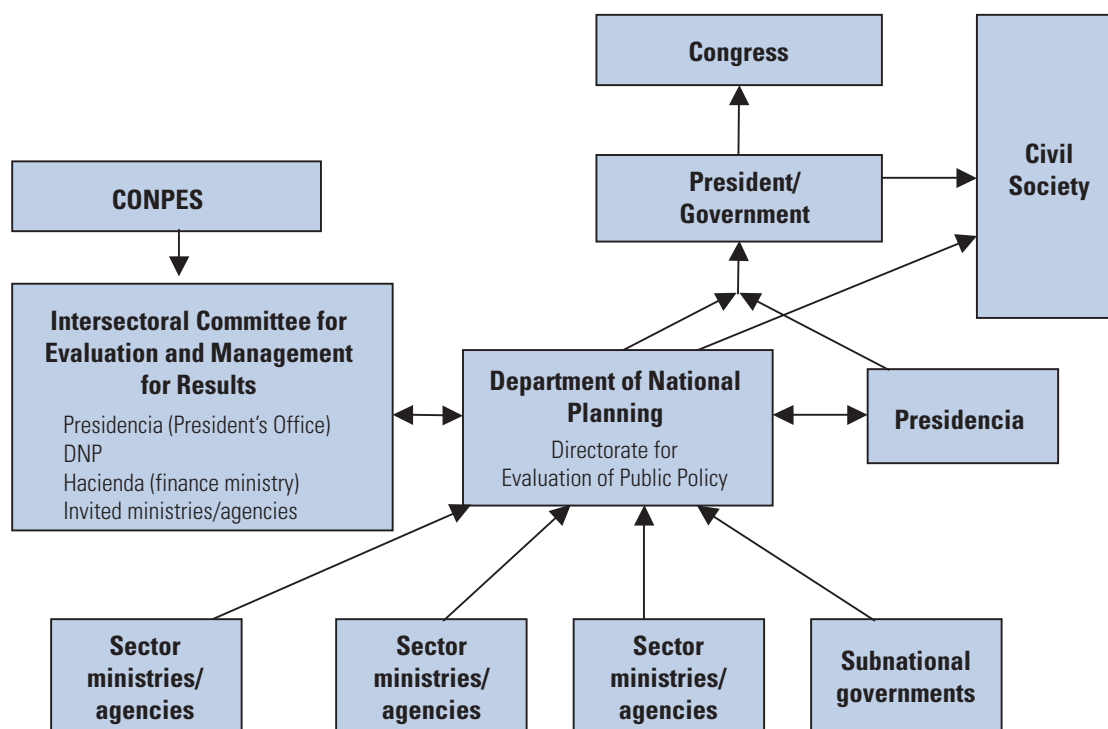 Congress
Civil
Society
President/
Government
CONPES
Intersectoral Committee for
Evaluation and Management
for Results
Presidencia (President's Office)
DNP
Hacienda (finance ministry)
Invited ministries/agencies
Department of National
Planning
Directorate for
Evaluation of Public Policy
Presidencia
Sector
ministries/
agencies
Sector
ministries/
agencies
Sector
ministries/
agencies
Subnational
governments